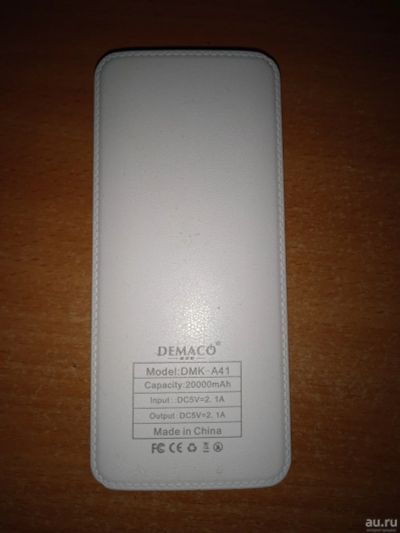 DEMACO®
Model:DMK-A41
Capacity:20000mAh
Input: :DC5V=2. 1A
Output :DC5V=2. 1A
Made in China
FC CE
au.ru